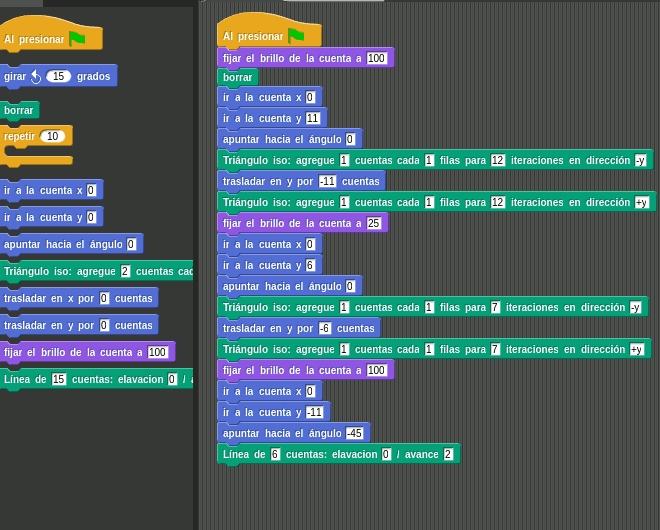 Al presionar
girar 15 grados
borrar
repetir 10
ir a la cuenta x 0
ir a la cuenta y 0
apuntar hacia el ángulo 0
Triángulo iso: agregue 2 cuentas cad
trasladar en x por 0 cuentas
trasladar en y por 0 cuentas
fijar el brillo de la cuenta a 100
Línea de 15 cuentas: elavacion 0 /
Al presionar
fijar el brillo de la cuenta a 100
borrar
ir a la cuenta x 0
ir a la cuenta y 11
apuntar hacia el ángulo 0
Triángulo iso: agregue 1 cuentas cada 1 filas para 12 iteraciones en dirección -y
trasladar en y por -11 cuentas
Triángulo iso: agregue 1 cuentas cada 1 filas para 12 iteraciones en dirección +y
fijar el brillo de la cuenta a 25
ir a la cuenta x 0
ir a la cuenta y 6
apuntar hacia el ángulo 0
Triángulo iso: agregue 1 cuentas cada 1 filas para 7 iteraciones en dirección -y
trasladar en y por -6 cuentas
Triángulo iso: agregue 1 cuentas cada 1 filas para 7 iteraciones en dirección +y
fijar el brillo de la cuenta a 100
ir a la cuenta x 0
ir a la cuenta y -11
apuntar hacia el ángulo -45
Línea de 6 cuentas: elavacion 0 / avance 2